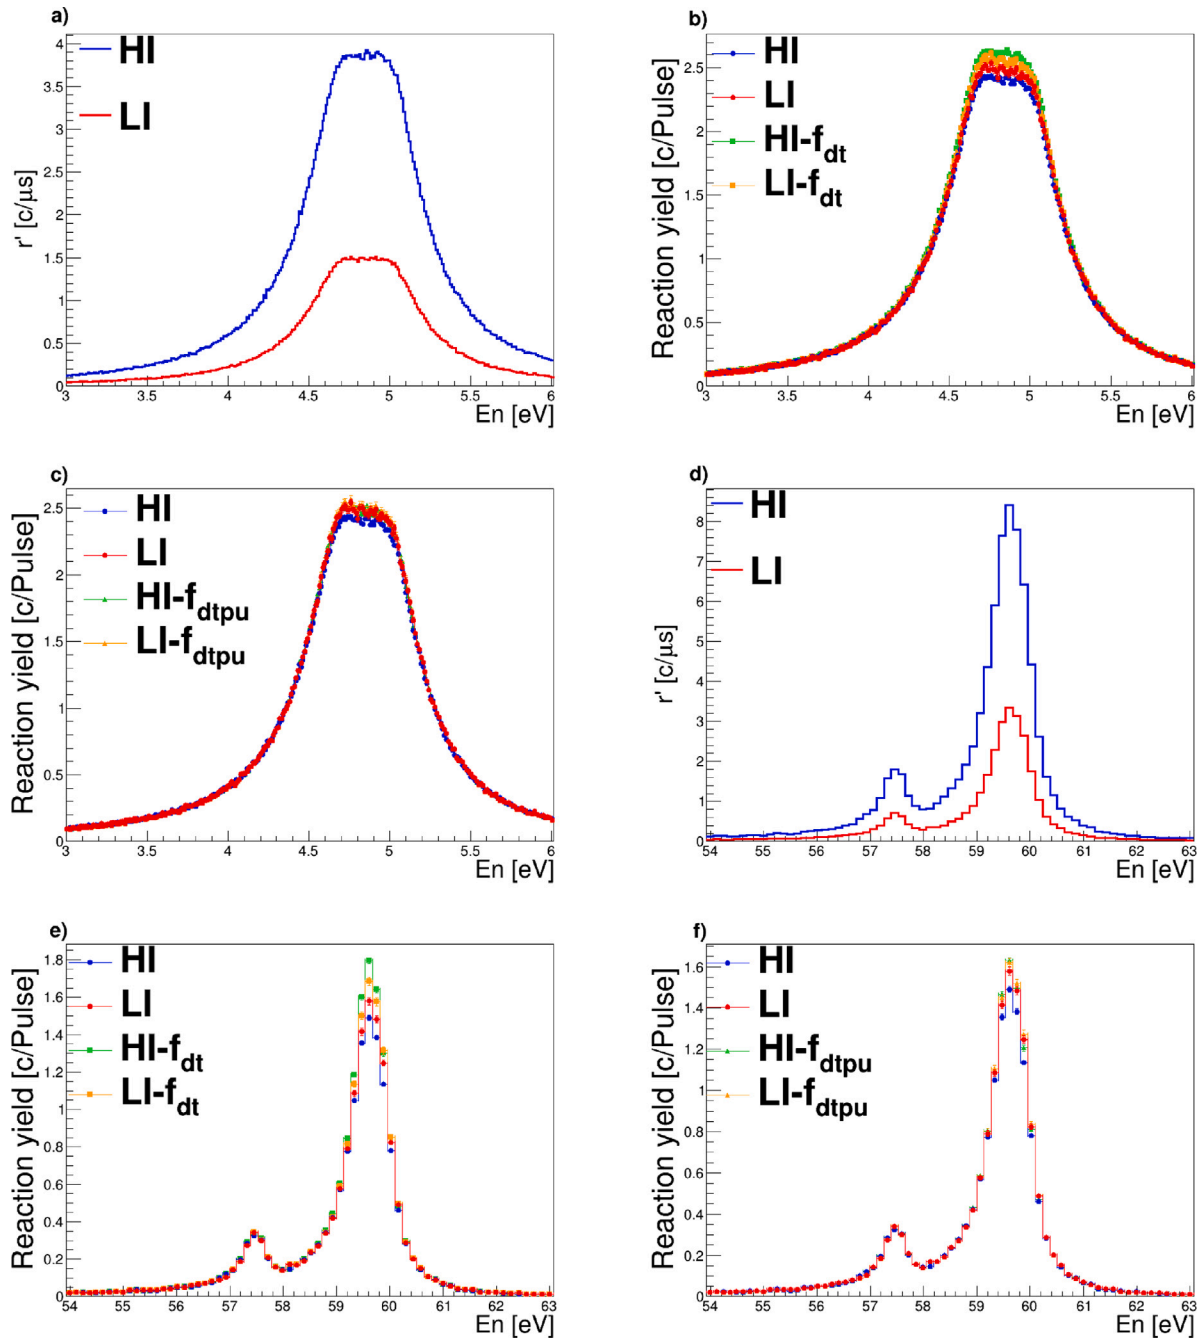 a)
HI
LI
r' [c/μs]
4
3.5
3
2.5
2
1.5
1
0.5
0
3
3.5
4
4.5
5
5.5
6
En [eV]
b)
HI
LI
HI-fdt
LI-fdt
Reaction yield [c/Pulse]
2.5
2
1.5
1
0.5
3
3.5
4
4.5
5
5.5
6
En [eV]
c)
HI
LI
HI-fdtpu
LI-fdtpu
Reaction yield [c/Pulse]
2.5
2
1.5
1
0.5
0
3
3.5
4
4.5
5
5.5
6
En [eV]
d)
HI
LI
r' [c/μs]
8
7
6
5
4
3
2
1
0
54
55
56
57
58
59
60
61
62
63
En [eV]
e)
HI
LI
HI-fdt
LI-fdt
Reaction yield [c/Pulse]
1.8
1.6
1.4
1.2
1
0.8
0.6
0.4
0.2
0
54
55
56
57
58
59
60
61
62
63
En [eV]
f)
HI
LI
HI-fdtpu
LI-fdtpu
Reaction yield [c/Pulse]
1.6
1.4
1.2
1
0.8
0.6
0.4
0.2
0
54
55
56
57
58
59
60
61
62
63
En [eV]